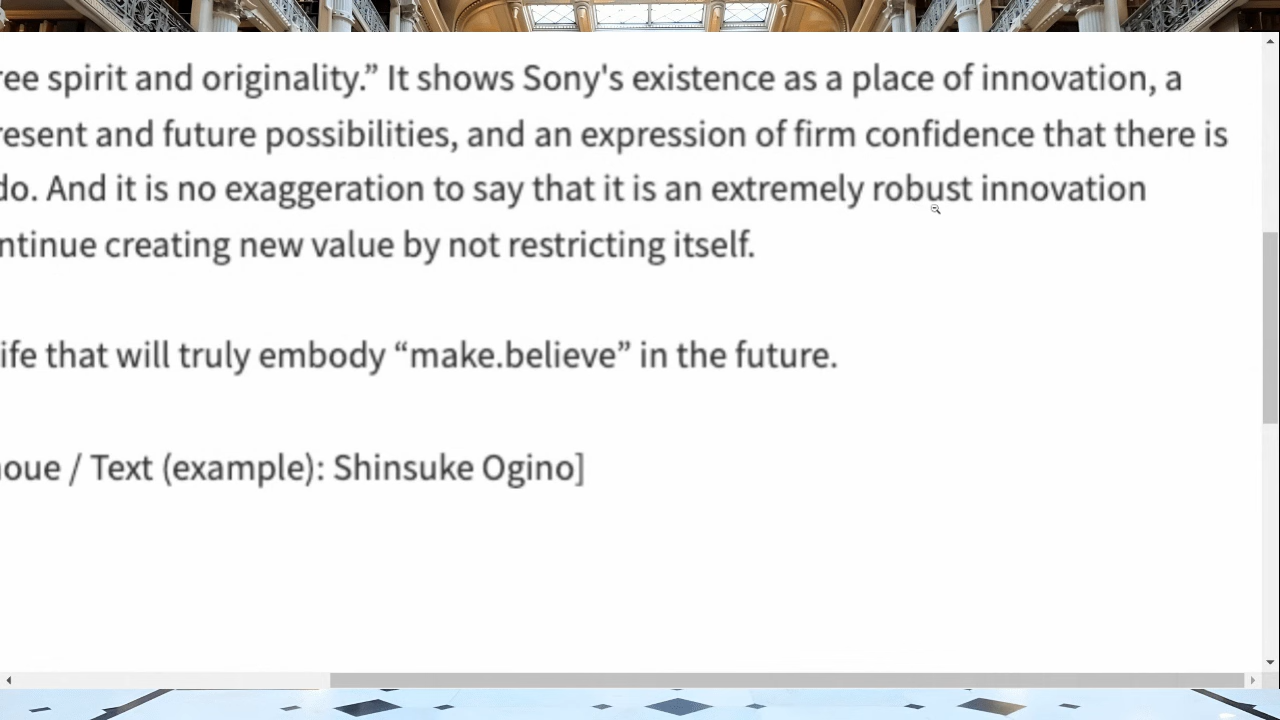 ree spirit and originality.” It shows Sony's existence as a place of innovation, a
resent and future possibilities, and an expression of firm confidence that there is
do. And it is no exaggeration to say that it is an extremely robust innovation
ntinue creating new value by not restricting itself.
ife that will truly embody “make.believe” in the future.
noue / Text (example): Shinsuke Ogino]